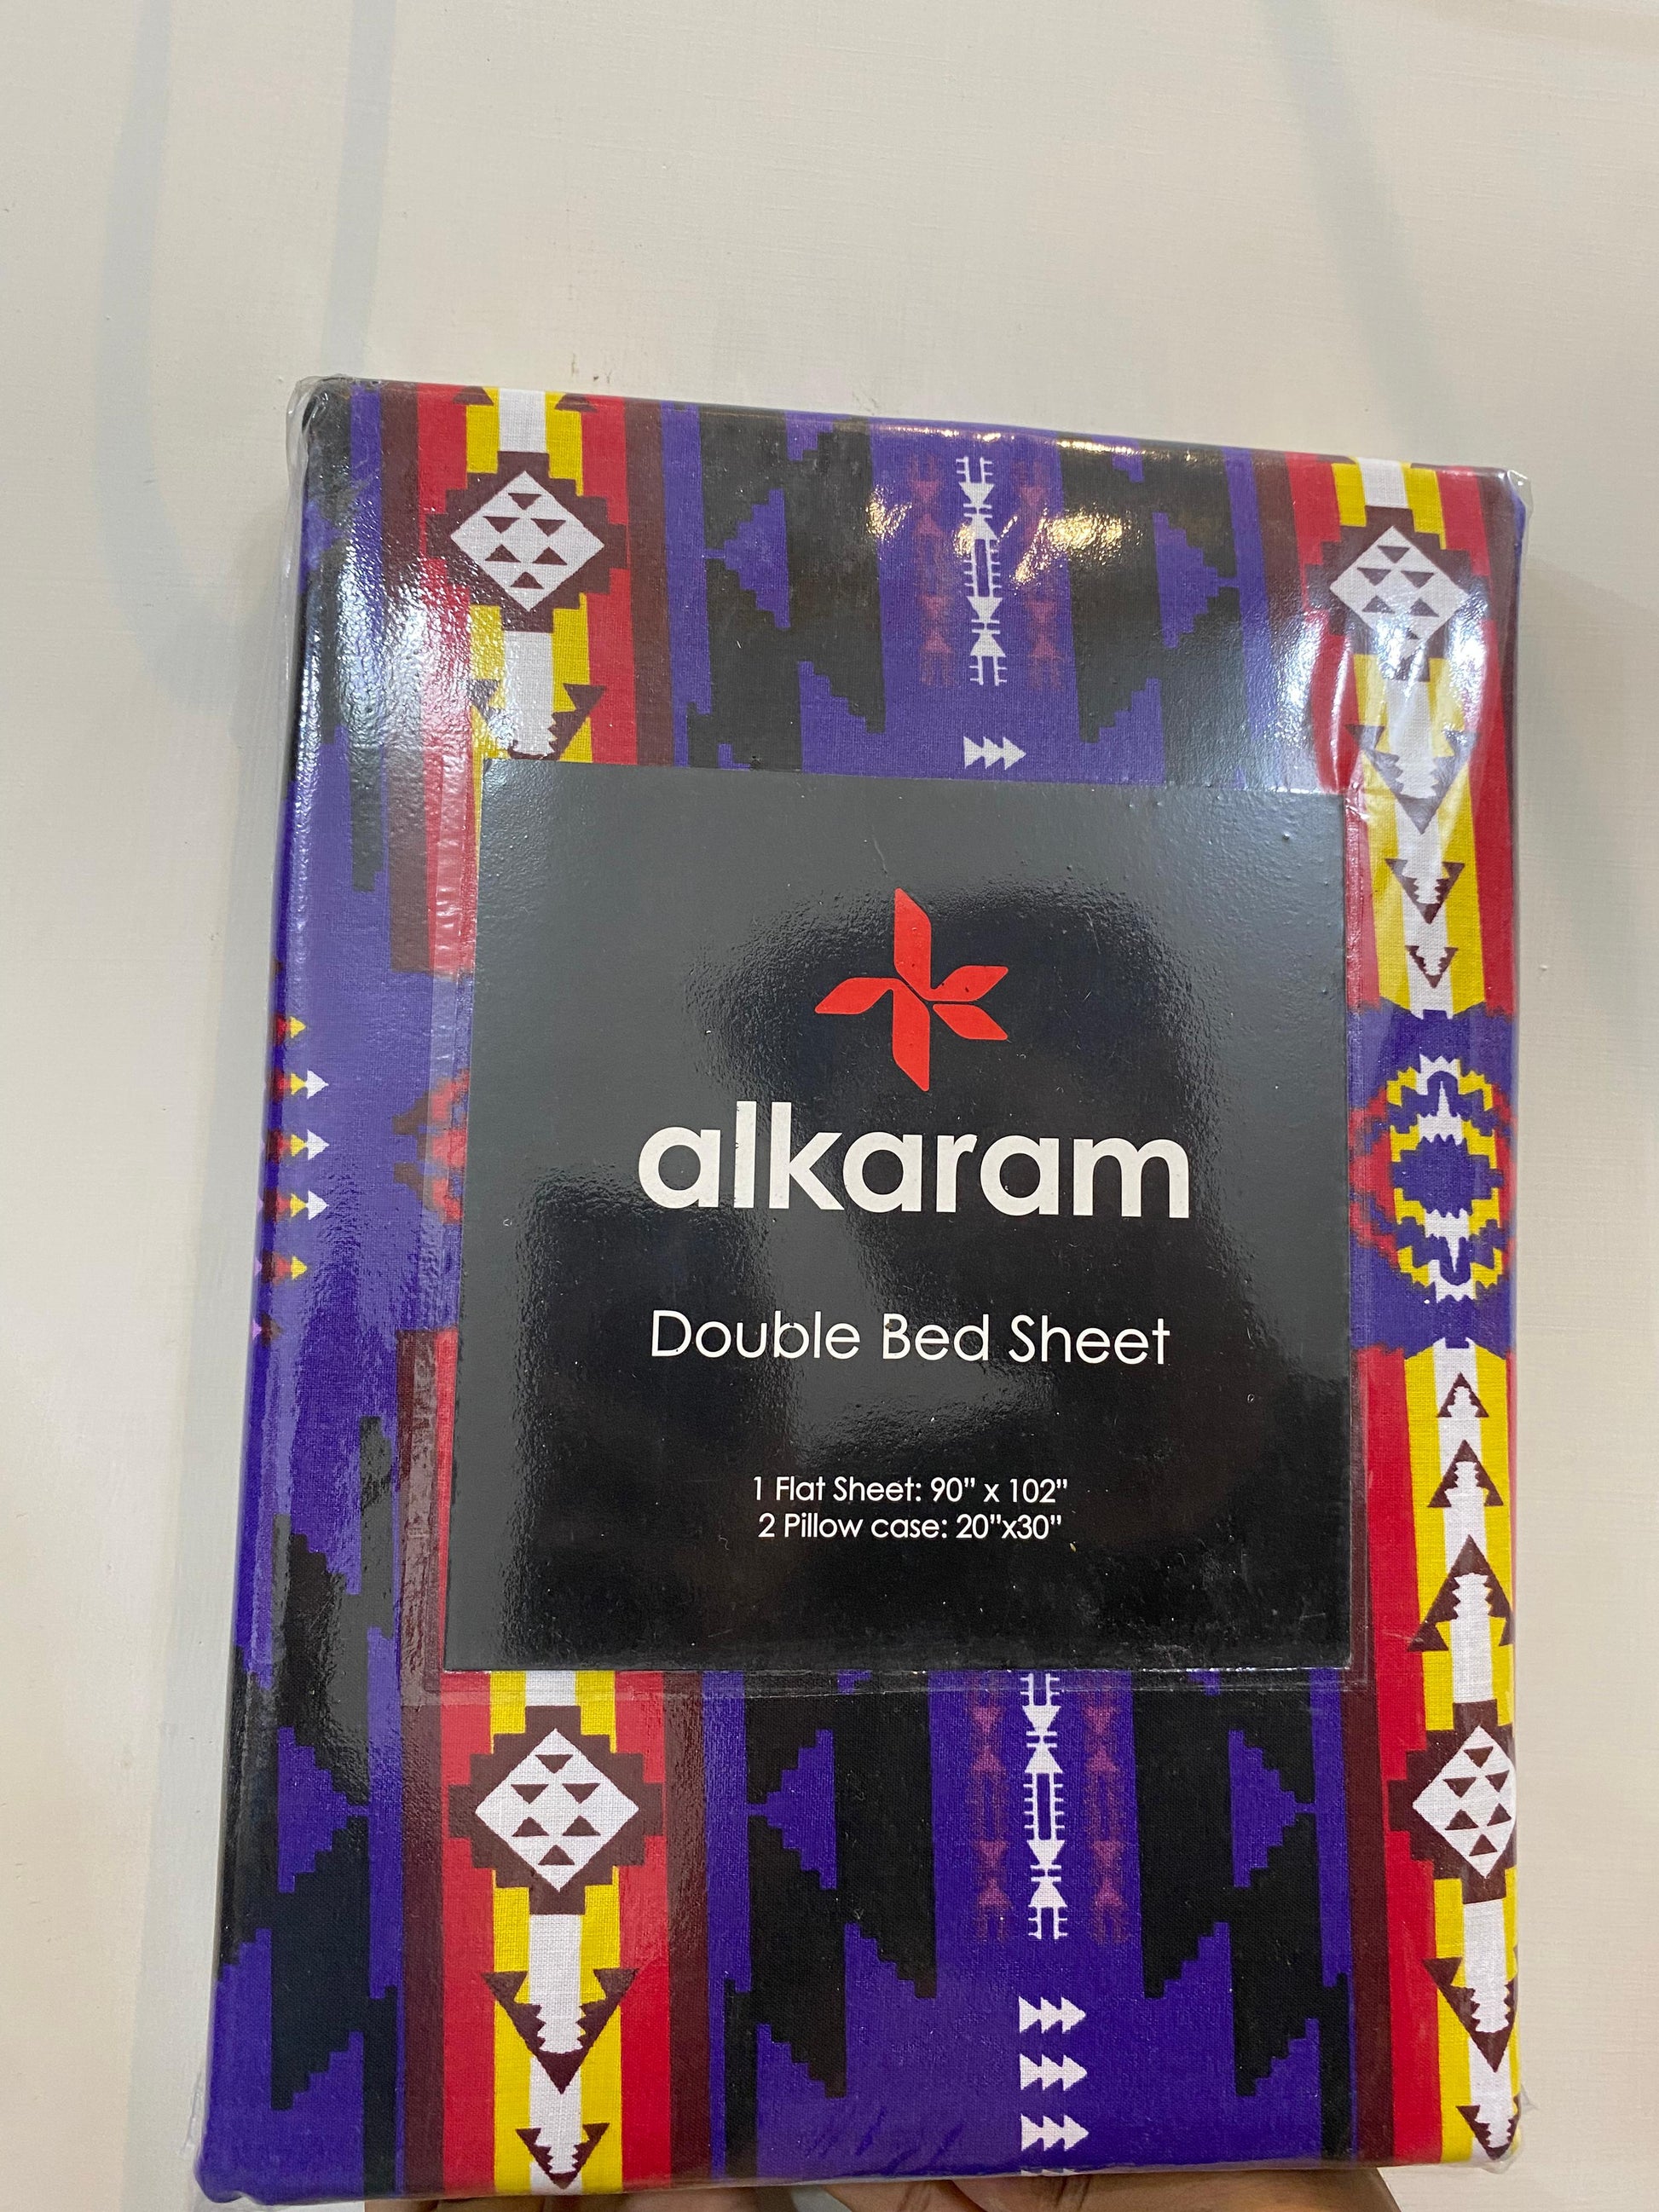 alkaram
Double Bed Sheet
1 Flat Sheet: 90” x 102”
2 Pillow case: 20”x30”